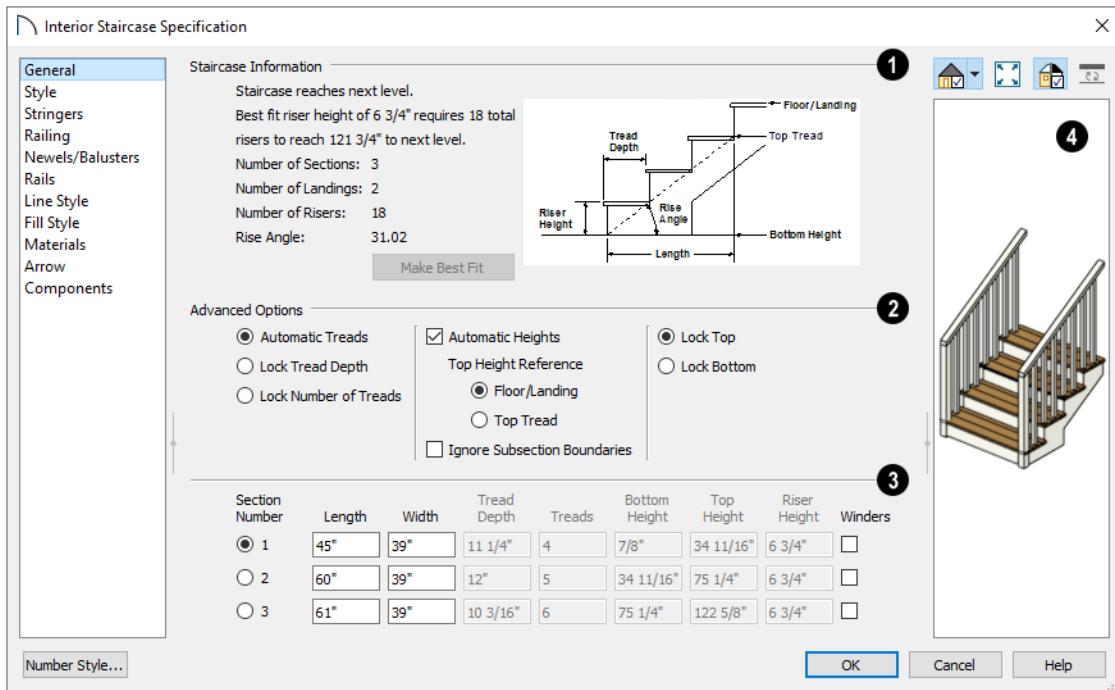 Interior Staircase Specification
General
Style
Stringers
Railing
Newels/Balusters
Rails
Line Style
Fill Style
Materials
Arrow
Components
Staircase Information
1
Staircase reaches next level.
Best fit riser height of 6 3/4" requires 18 total
risers to reach 121 3/4" to next level.
Number of Sections: 3
Number of Landings: 2
Number of Risers: 18
Rise Angle: 31.02
Make Best Fit
Floor/Landing
Tread
Depth
Top Tread
Riser
Height
Rise
Angle
Bottom Height
Length
Advanced Options
2
Automatic Treads
Lock Tread Depth
Lock Number of Treads
Automatic Heights
Top Height Reference
Floor/Landing
Top Tread
Ignore Subsection Boundaries
Lock Top
Lock Bottom
3
Section Number Length Width Tread Depth Treads Bottom Height Top Height Riser Height Winders
1 45" 39" 11 1/4" 4 7/8" 34 11/16" 6 3/4"
2 60" 39" 12" 5 34 11/16" 75 1/4" 6 3/4"
3 61" 39" 10 3/16" 6 75 1/4" 122 5/8" 6 3/4"
4
Number Style...
OK
Cancel
Help